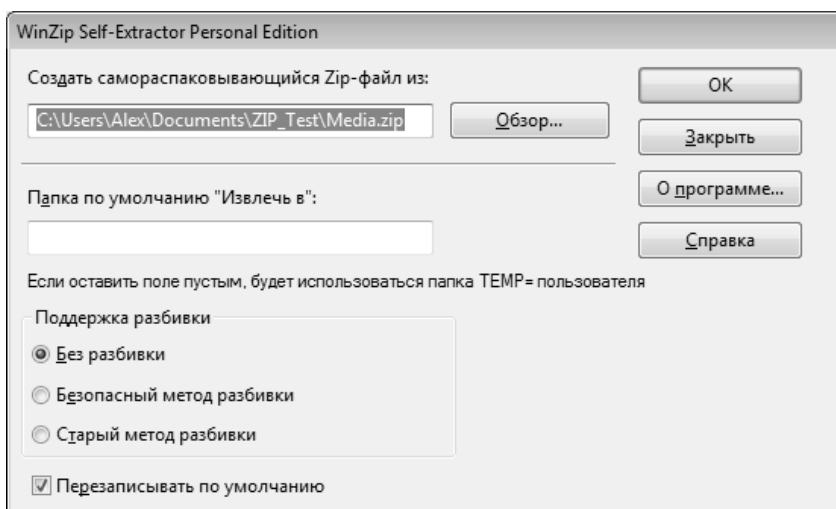 WinZip Self-Extractor Personal Edition
Создать самораспаковывающийся Zip-файл из:
C:\Users\Alex\Documents\ZIP_Test\Media.zip
Обзор...
OK
Закрыть
О программе...
Справка
Папка по умолчанию "Извлечь в":
Если оставить поле пустым, будет использоваться папка TEMP= пользователя
Поддержка разбивки
Без разбивки
Безопасный метод разбивки
Старый метод разбивки
Перезаписывать по умолчанию